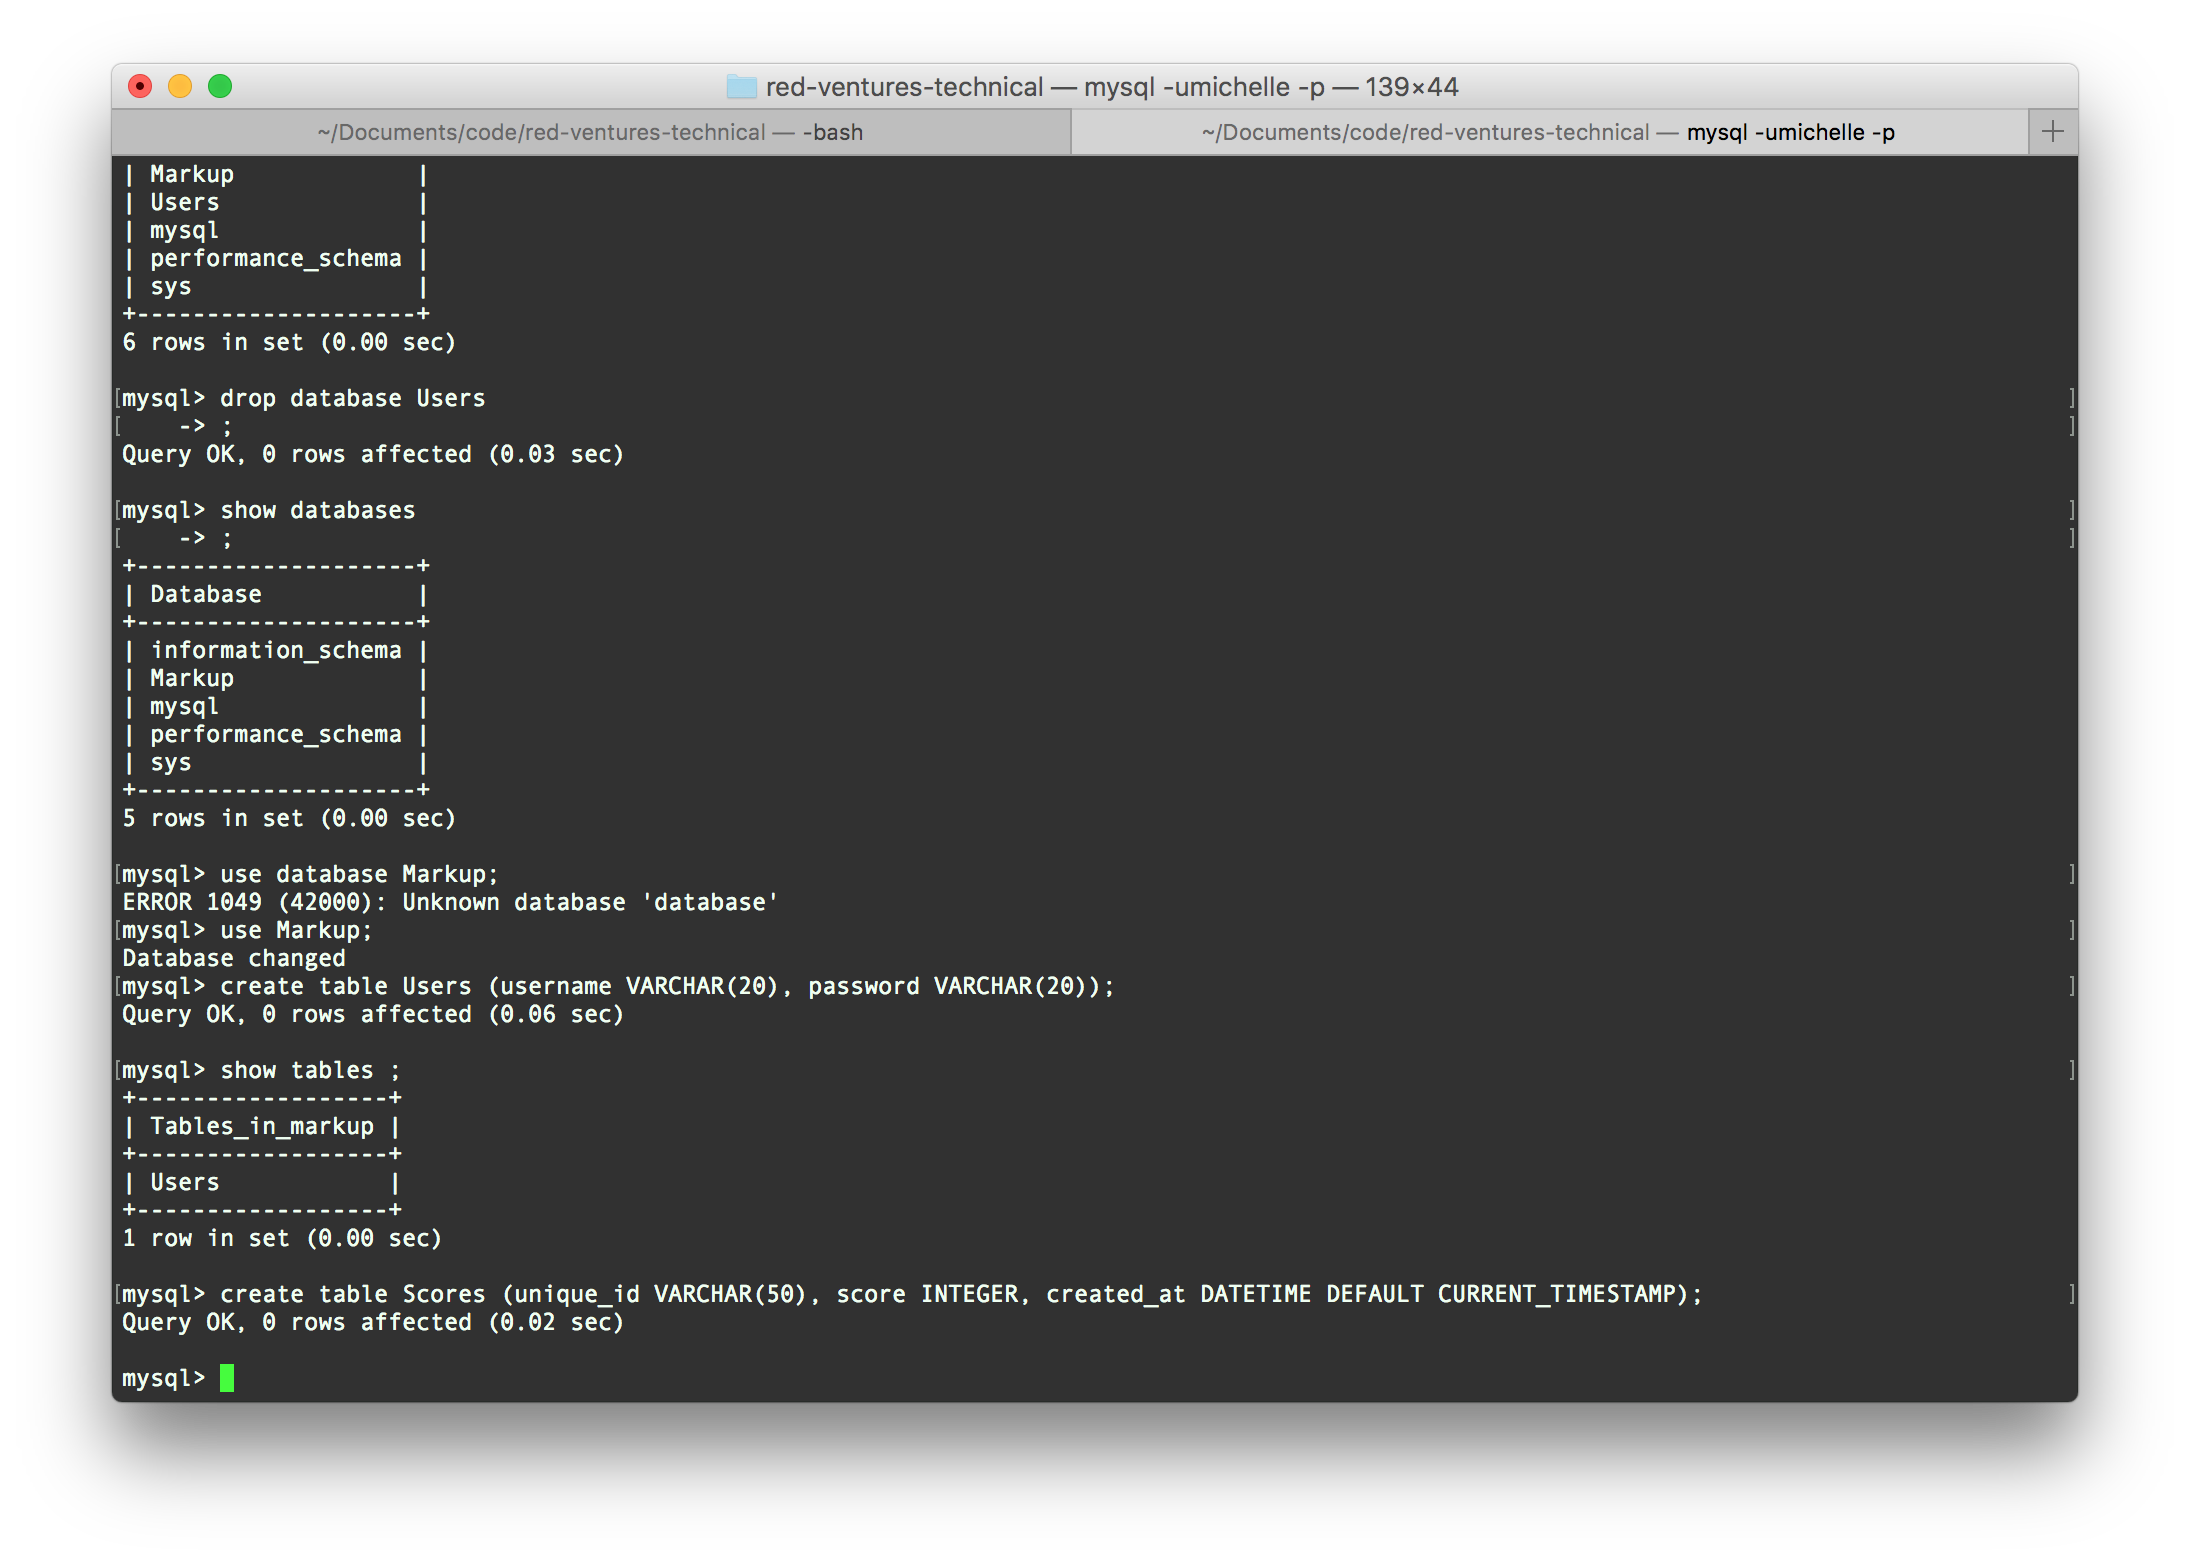 red-ventures-technical — mysql -umichelle -p — 139×44
~/Documents/code/red-ventures-technical — -bash
~/Documents/code/red-ventures-technical — mysql -umichelle -p
| Markup             |
| Users              |
| mysql              |
| performance_schema |
| sys                |
+--------------------+
6 rows in set (0.00 sec)
[mysql> drop database Users ]
[    -> ; ]
Query OK, 0 rows affected (0.03 sec)
[mysql> show databases ]
[    -> ; ]
+--------------------+
| Database           |
+--------------------+
| information_schema |
| Markup             |
| mysql              |
| performance_schema |
| sys                |
+--------------------+
5 rows in set (0.00 sec)
[mysql> use database Markup; ]
ERROR 1049 (42000): Unknown database 'database'
[mysql> use Markup; ]
Database changed
[mysql> create table Users (username VARCHAR(20), password VARCHAR(20)); ]
Query OK, 0 rows affected (0.06 sec)
[mysql> show tables ; ]
+------------------+
| Tables_in_markup |
+------------------+
| Users            |
+------------------+
1 row in set (0.00 sec)
[mysql> create table Scores (unique_id VARCHAR(50), score INTEGER, created_at DATETIME DEFAULT CURRENT_TIMESTAMP); ]
Query OK, 0 rows affected (0.02 sec)
mysql>